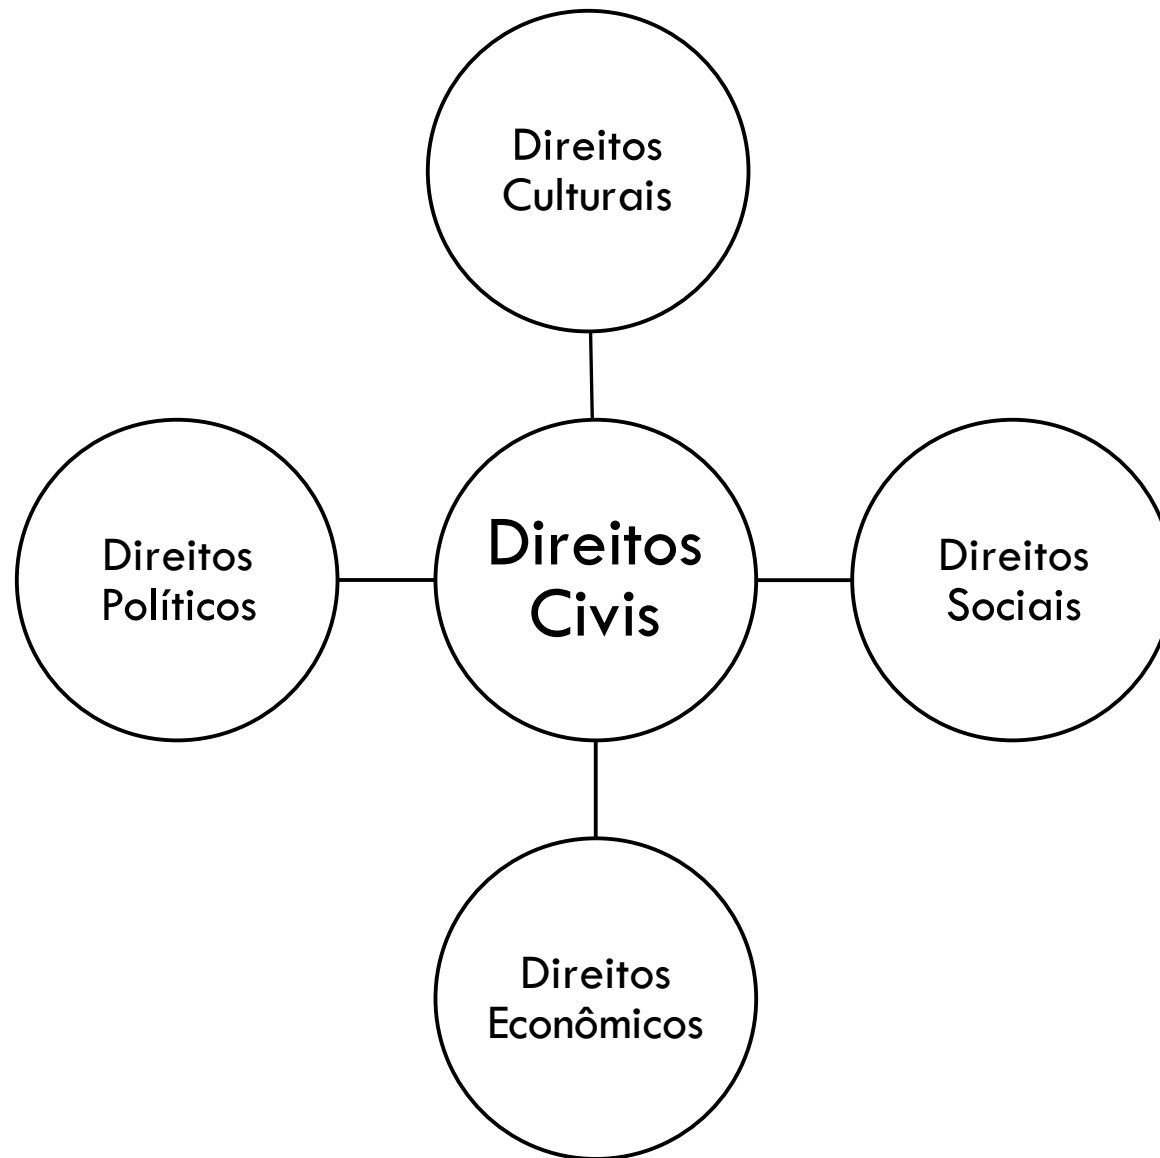 Direitos
Culturais
Direitos
Políticos
Direitos
Civis
Direitos
Sociais
Direitos
Econômicos